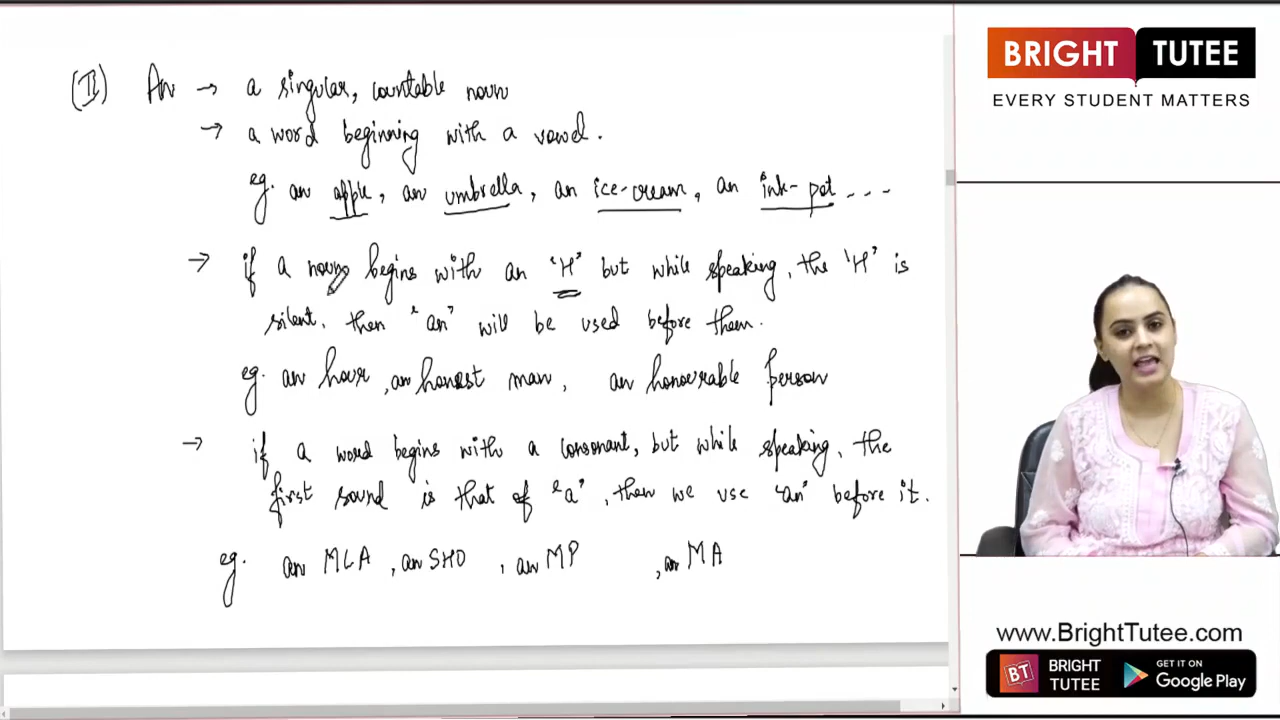 (II) An → a singular, countable noun
→ a word beginning with a vowel.
eg. an apple, an umbrella, an ice-cream, an ink-pot ---
→ if a noun begins with an 'H' but while speaking, the 'H' is
silent, then "an" will be used before them.
eg. an hour, an honest man, an honourable person
→ if a word begins with a consonant, but while speaking, the
first sound is that of "a", then we use "an" before it.
eg. an MLA, an SHO, an MP, an MA
BRIGHT TUTEE
EVERY STUDENT MATTERS
www.BrightTutee.com
BT BRIGHT TUTEE
GET IT ON
Google Play